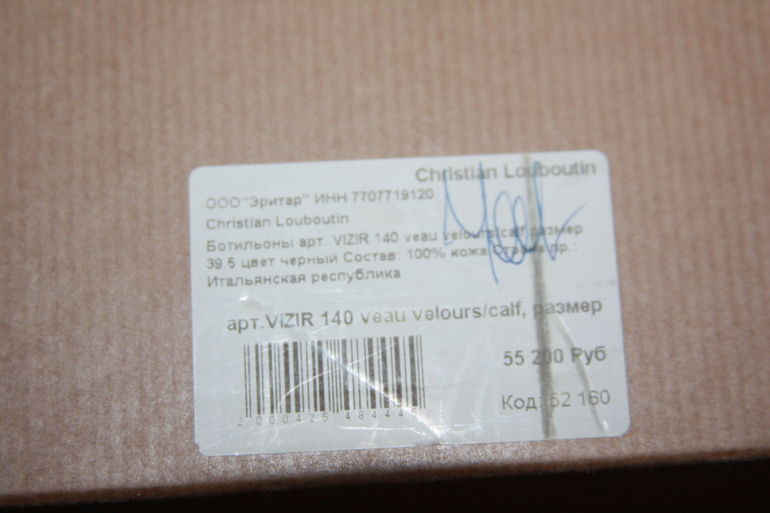 Christian Louboutin
ООО"Эритар" ИНН 7707719120
Christian Louboutin
Ботильоны арт. VIZIR 140 veau velours/calf размер
39.5 цвет черный Состав: 100% кожа Страна пр.:
Итальянская республика
арт.VIZIR 140 veau velours/calf, размер
55 200 Руб
Код: 52 160